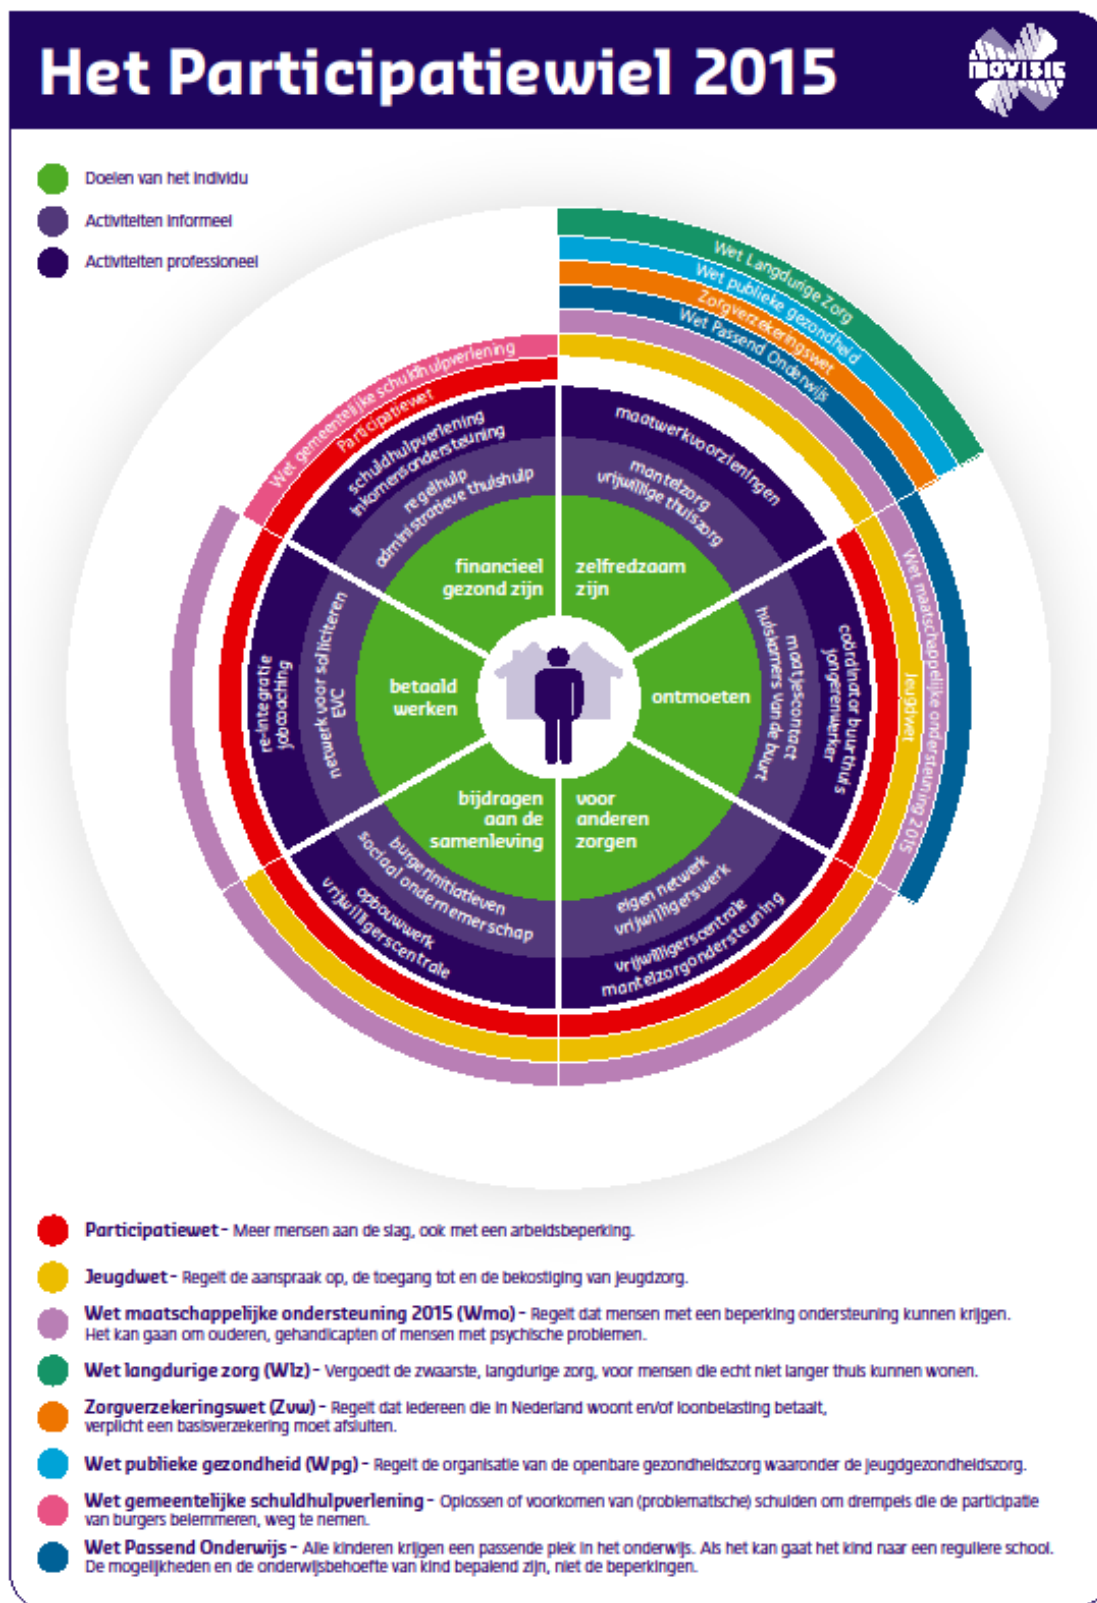 Het Participatiewiel 2015
MOVISIE
Doelen van het individu
Activiteiten informeel
Activiteiten professioneel
Wet Langdurige Zorg
Wet publieke gezondheid
Zorgverzekeringswet
Wet Passend Onderwijs
Wet gemeentelijke schuldhulpverlening
Participatiewet
schuldhulpverlening
inkomensondersteuning
regelhulp
administratieve thuishulp
maatwerkvoorzieningen
mantelzorg
vrijwillige thuiszorg
financieel
gezond zijn
zelfredzaam
zijn
Wet maatschappelijke ondersteuning 2015
Jeugdwet
coördinator buurthuis
jongerenwerker
maatjescontact
huiskamers van de buurt
ontmoeten
betaald
werken
netwerk voor solliciteren
EVC
re-integratie
jobcoaching
bijdragen
aan de
samenleving
voor
anderen
zorgen
burgerinitiatieven
sociaal ondernemerschap
opbouwwerk
vrijwilligerscentrale
eigen netwerk
vrijwilligerswerk
vrijwilligerscentrale
mantelzorgondersteuning
Participatiewet - Meer mensen aan de slag, ook met een arbeidsbeperking.
Jeugdwet - Regelt de aanspraak op, de toegang tot en de bekostiging van jeugdzorg.
Wet maatschappelijke ondersteuning 2015 (Wmo) - Regelt dat mensen met een beperking ondersteuning kunnen krijgen.
Het kan gaan om ouderen, gehandicapten of mensen met psychische problemen.
Wet langdurige zorg (Wlz) - Vergoedt de zwaarste, langdurige zorg, voor mensen die echt niet langer thuis kunnen wonen.
Zorgverzekeringswet (Zvw) - Regelt dat iedereen die in Nederland woont en/of loonbelasting betaalt,
verplicht een basisverzekering moet afsluiten.
Wet publieke gezondheid (Wpg) - Regelt de organisatie van de openbare gezondheidszorg waaronder de jeugdgezondheidszorg.
Wet gemeentelijke schuldhulpverlening - Oplossen of voorkomen van (problematische) schulden om drempels die de participatie
van burgers belemmeren, weg te nemen.
Wet Passend Onderwijs - Alle kinderen krijgen een passende plek in het onderwijs. Als het kan gaat het kind naar een reguliere school.
De mogelijkheden en de onderwijsbehoefte van kind bepalend zijn, niet de beperkingen.